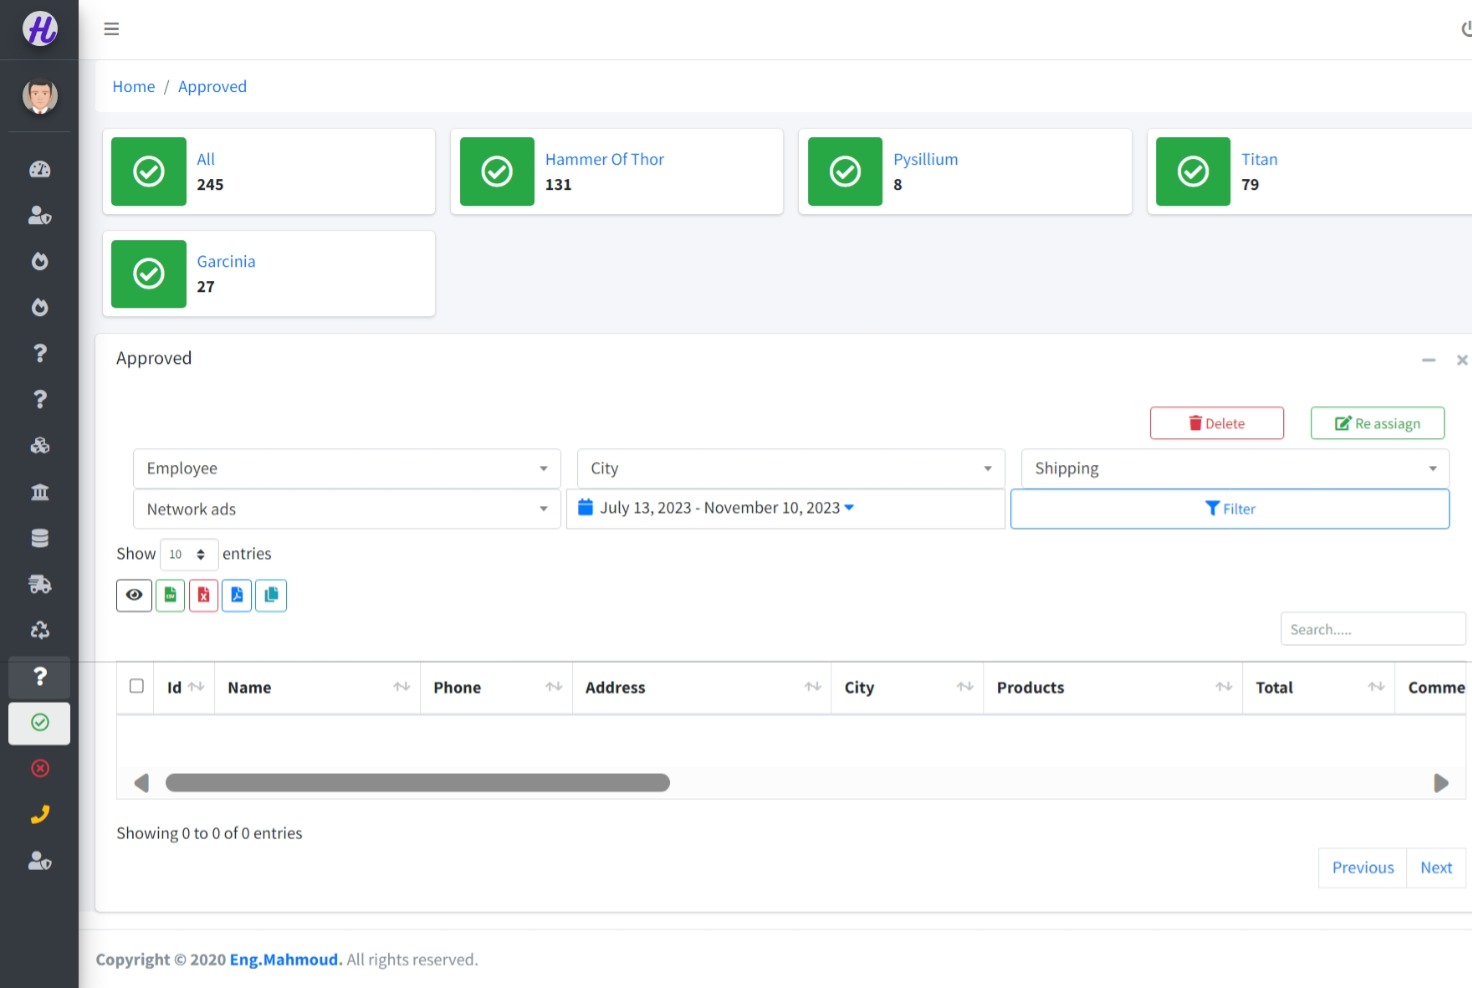 H
Home / Approved
All
245
Hammer Of Thor
131
Pysillium
8
Titan
79
Garcinia
27
Approved
Delete
Re assiagn
Employee
City
Shipping
Network ads
July 13, 2023 - November 10, 2023
Filter
Show 10 entries
Search.....
Id Name Phone Address City Products Total Comme
Showing 0 to 0 of 0 entries
Previous Next
Copyright © 2020 Eng.Mahmoud. All rights reserved.